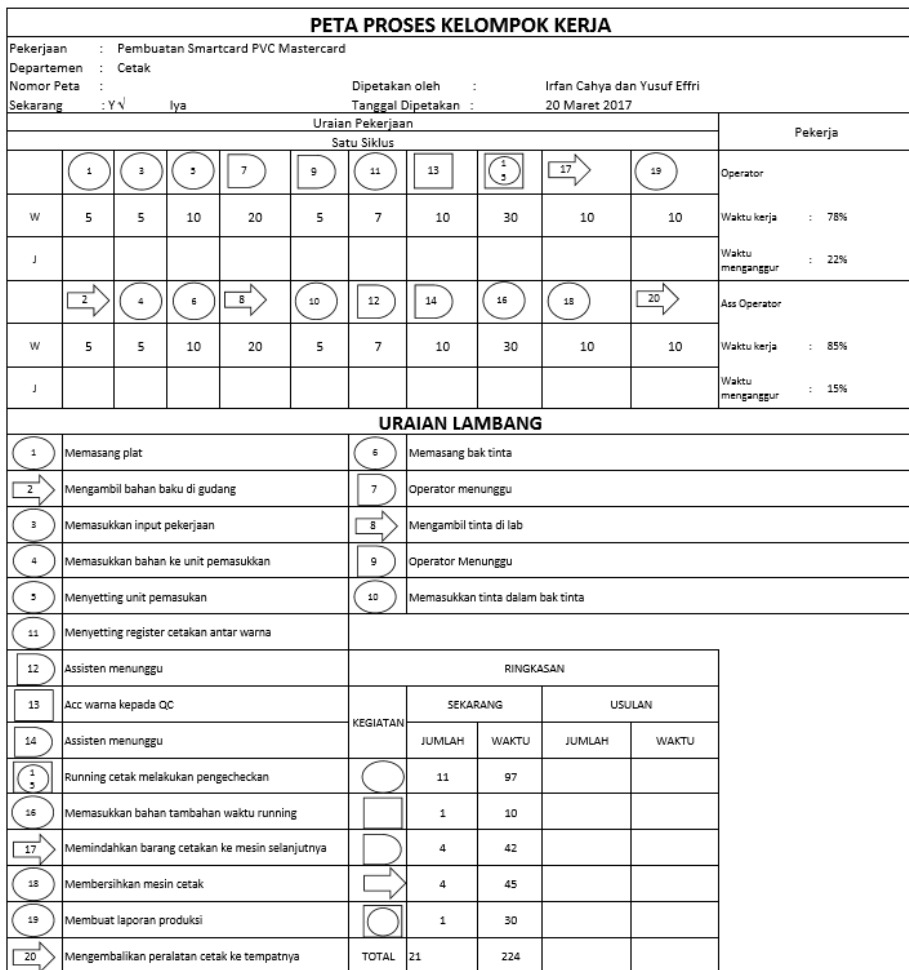 PETA PROSES KELOMPOK KERJA
Pekerjaan : Pembuatan Smartcard PVC Mastercard
Departemen : Cetak
Nomor Peta : Dipetakan oleh : Irfan Cahya dan Yusuf Effri
Sekarang : Y √ Iya Tanggal Dipetakan : 20 Maret 2017
Uraian Pekerjaan Pekerja
Satu Siklus
1 3 5 7 9 11 13 15 17 19 Operator
W 5 5 10 20 5 7 10 30 10 10 Waktu kerja : 78%
J Waktu menganggur : 22%
2 4 6 8 10 12 14 16 18 20 Ass Operator
W 5 5 10 20 5 7 10 30 10 10 Waktu kerja : 85%
J Waktu menganggur : 15%
URAIAN LAMBANG
1 Memasang plat 6 Memasang bak tinta
2 Mengambil bahan baku di gudang 7 Operator menunggu
3 Memasukkan input pekerjaan 8 Mengambil tinta di lab
4 Memasukkan bahan ke unit pemasukkan 9 Operator Menunggu
5 Menyetting unit pemasukan 10 Memasukkan tinta dalam bak tinta
11 Menyetting register cetakan antar warna
12 Assisten menunggu RINGKASAN
13 Acc warna kepada QC KEGIATAN SEKARANG USULAN
14 Assisten menunggu JUMLAH WAKTU JUMLAH WAKTU
15 Running cetak melakukan pengecheckan 11 97
16 Memasukkan bahan tambahan waktu running 1 10
17 Memindahkan barang cetakan ke mesin selanjutnya 4 42
18 Membersihkan mesin cetak 4 45
19 Membuat laporan produksi 1 30
20 Mengembalikan peralatan cetak ke tempatnya TOTAL 21 224